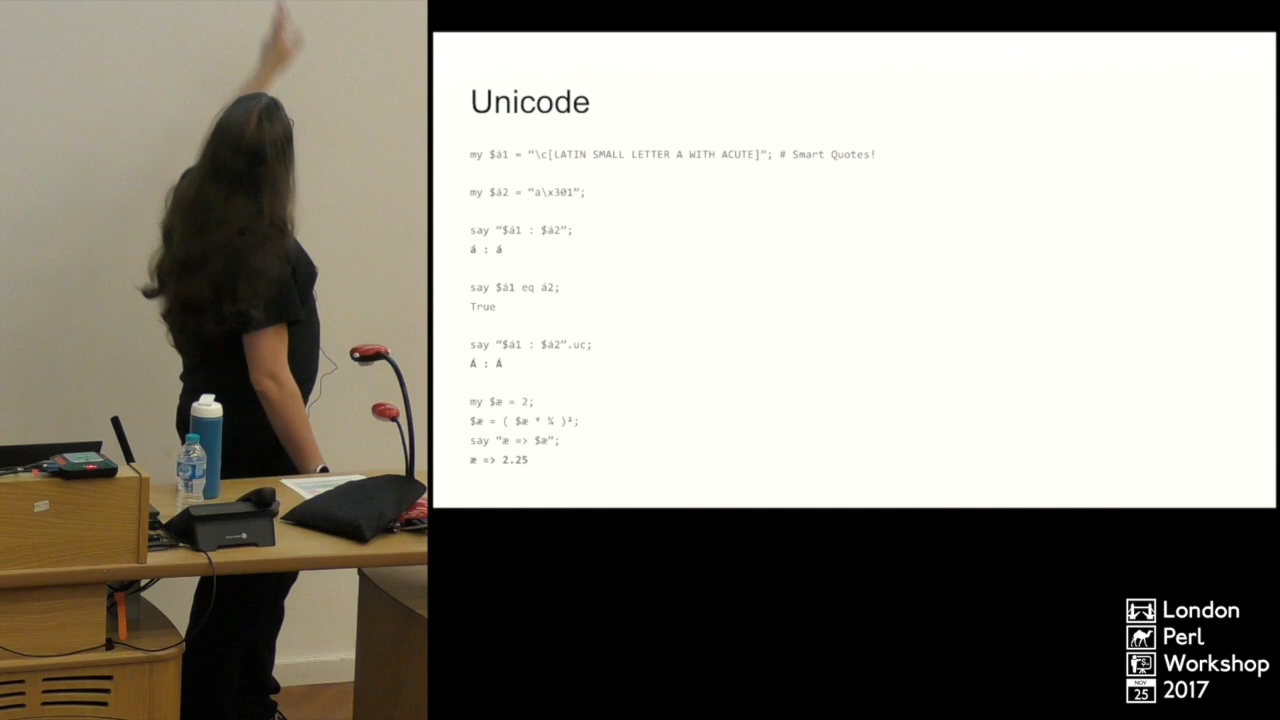 Unicode
my $á1 = “\c[LATIN SMALL LETTER A WITH ACUTE]”; # Smart Quotes!
my $á2 = “a\x301”;
say “$á1 : $á2”;
á : á
say $á1 eq á2;
True
say “$á1 : $á2”.uc;
Á : Á
my $æ = 2;
$æ = ( $æ * ¾ )²;
say “æ => $æ”;
æ => 2.25
London
Perl
Workshop
NOV
25
2017